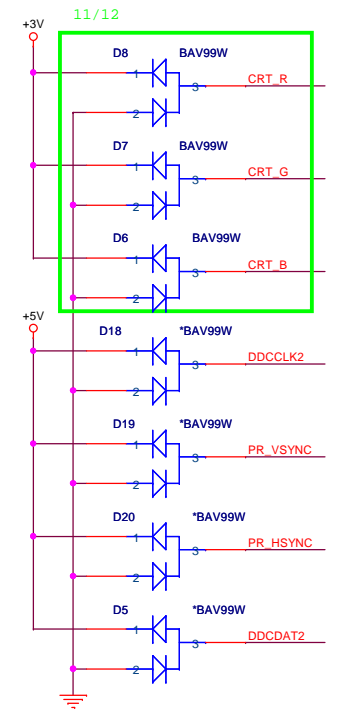 11/12
+3V
D8 BAV99W
1
3 CRT_R
2
D7 BAV99W
1
3 CRT_G
2
D6 BAV99W
1
3 CRT_B
2
+5V
D18 *BAV99W
1
3 DDCCLK2
2
D19 *BAV99W
1
3 PR_VSYNC
2
D20 *BAV99W
1
3 PR_HSYNC
2
D5 *BAV99W
1
3 DDCDAT2
2